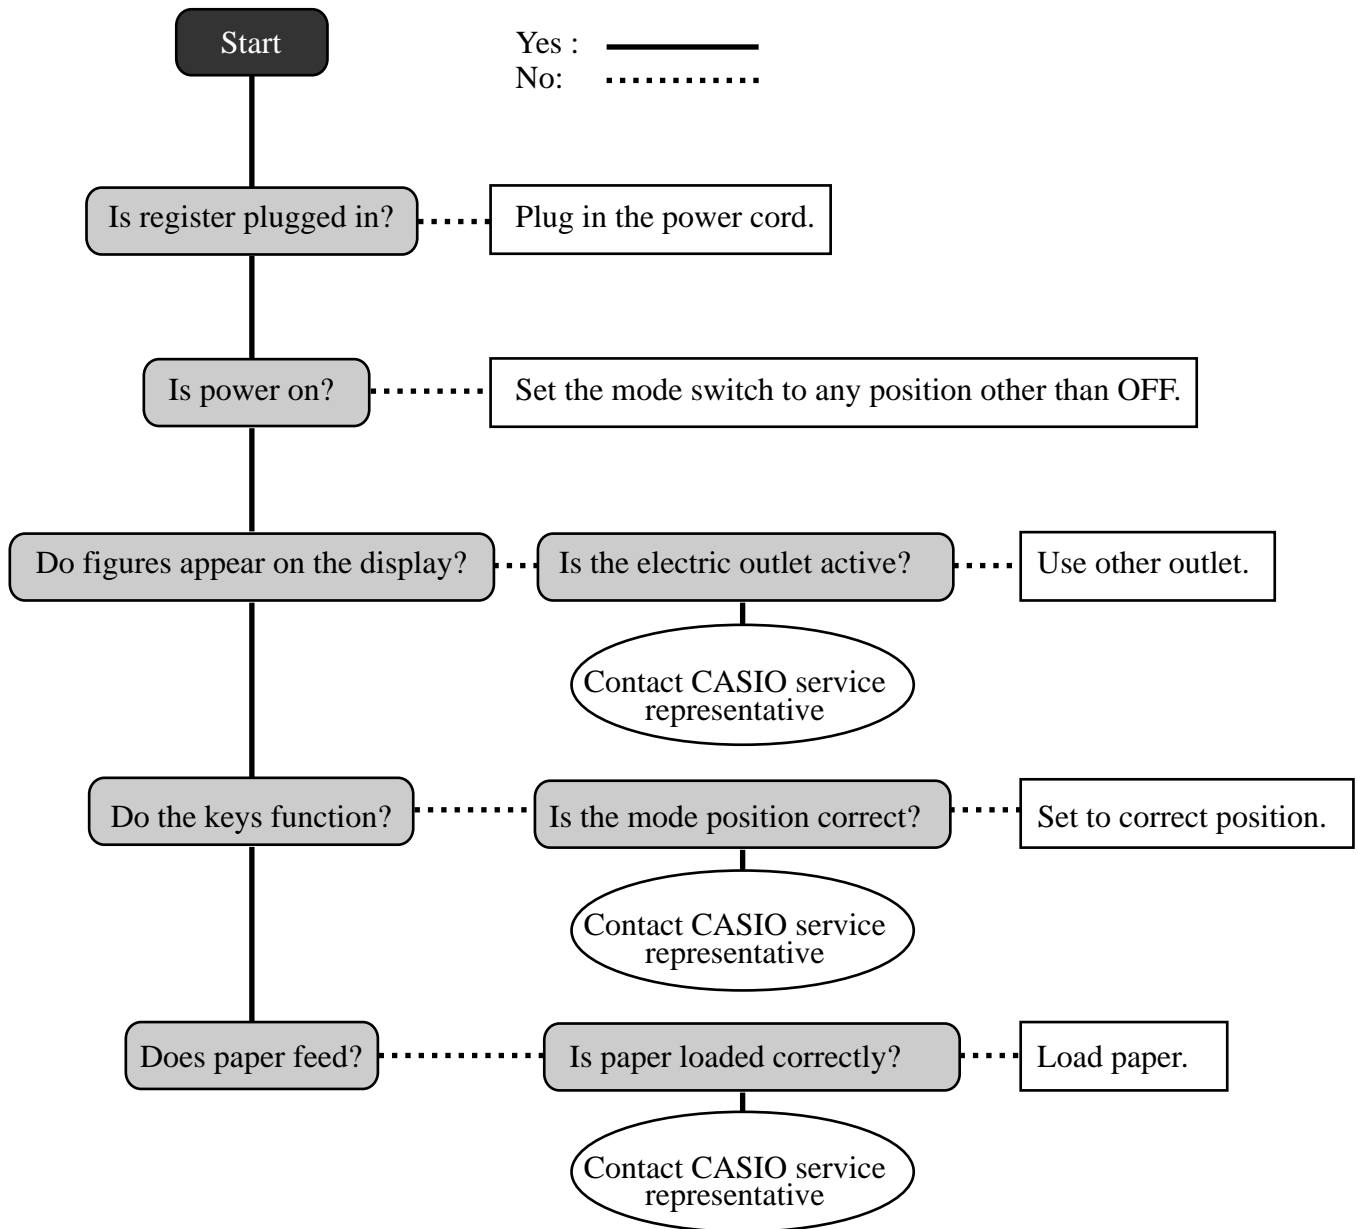 Start
Yes :
No:
Is register plugged in?
Plug in the power cord.
Is power on?
Set the mode switch to any position other than OFF.
Do figures appear on the display?
Is the electric outlet active?
Use other outlet.
Contact CASIO service
representative
Do the keys function?
Is the mode position correct?
Set to correct position.
Contact CASIO service
representative
Does paper feed?
Is paper loaded correctly?
Load paper.
Contact CASIO service
representative